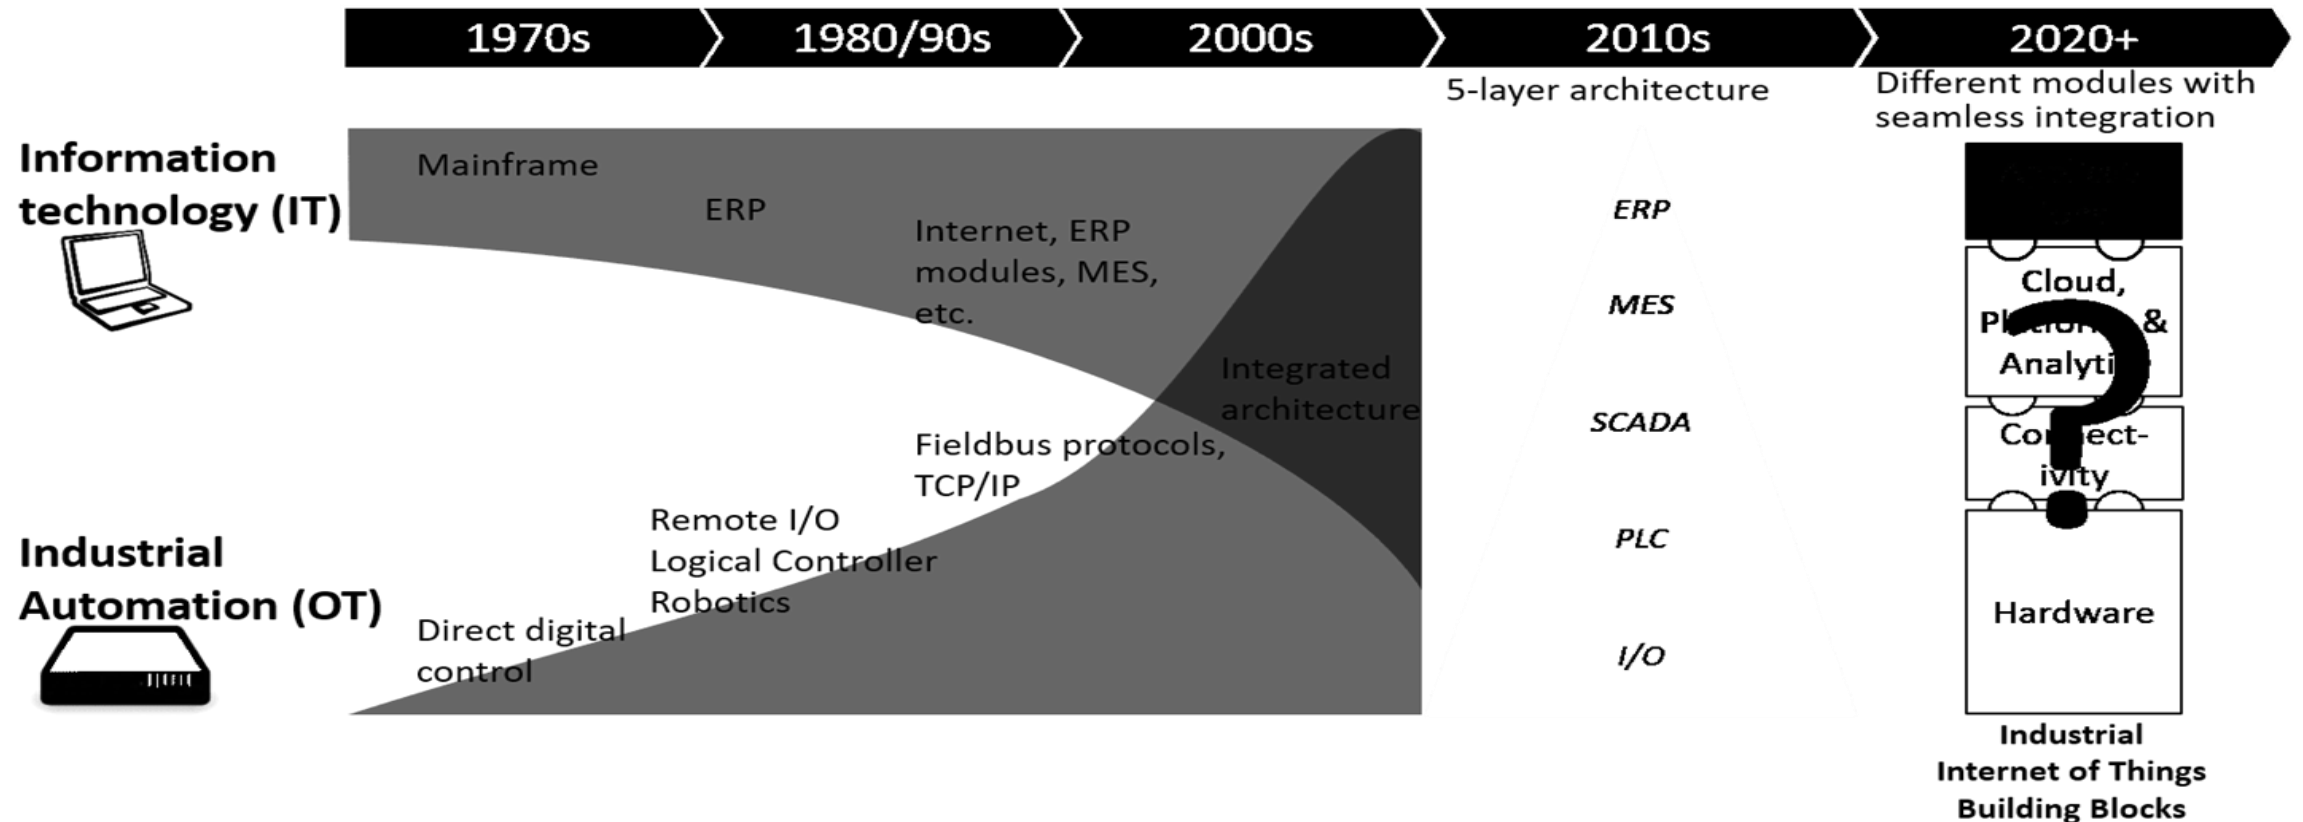 1970s
1980/90s
2000s
2010s
2020+
5-layer architecture
Different modules with
seamless integration
Information
technology (IT)
Mainframe
ERP
Internet, ERP
modules, MES,
etc.
Integrated
architecture
Fieldbus protocols,
TCP/IP
Remote I/O
Logical Controller
Robotics
Industrial
Automation (OT)
Direct digital
control
ERP
MES
SCADA
PLC
I/O
Cloud,
&
?
Hardware
Industrial
Internet of Things
Building Blocks